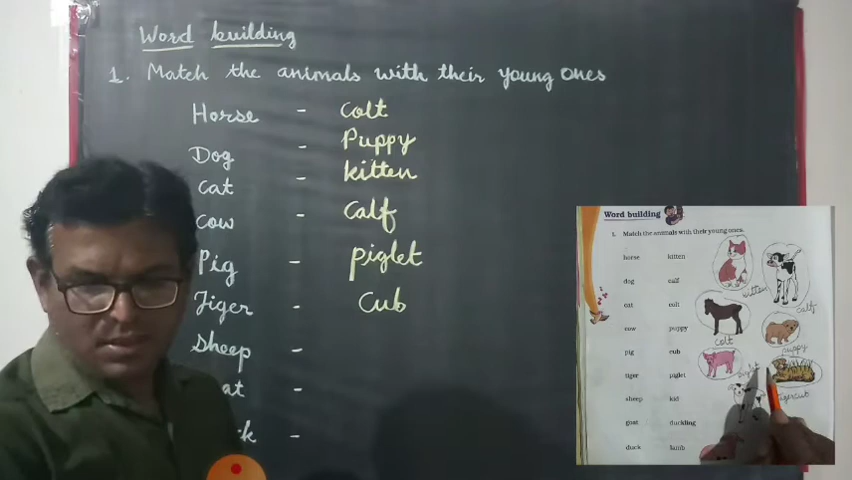 Word building
1. Match the animals with their young ones
Horse - Colt
Dog - Puppy
Cat - kitten
Cow - Calf
Pig - piglet
Tiger - Cub
Sheep -
at -
k -
Word building
1. Match the animals with their young ones.
horse kitten
dog calf
cat colt
cow puppy
pig cub
tiger piglet
sheep kid
goat duckling
duck lamb
kitten
calf
colt
puppy